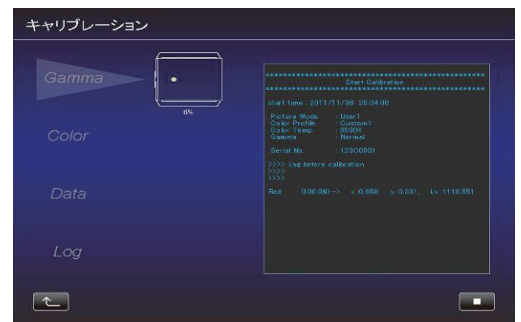 キャリブレーション
Gamma
6%
Color
Data
Log
Start Calibration
start time : 2011/11/08 20:34:08
Picture Mode : User1
Color Profile : Custom1
Color Temp. : 6500K
Gamma : Normal
Serial No. : 12300001
>>>> Log before calibration
>>>>
>>>>
Red